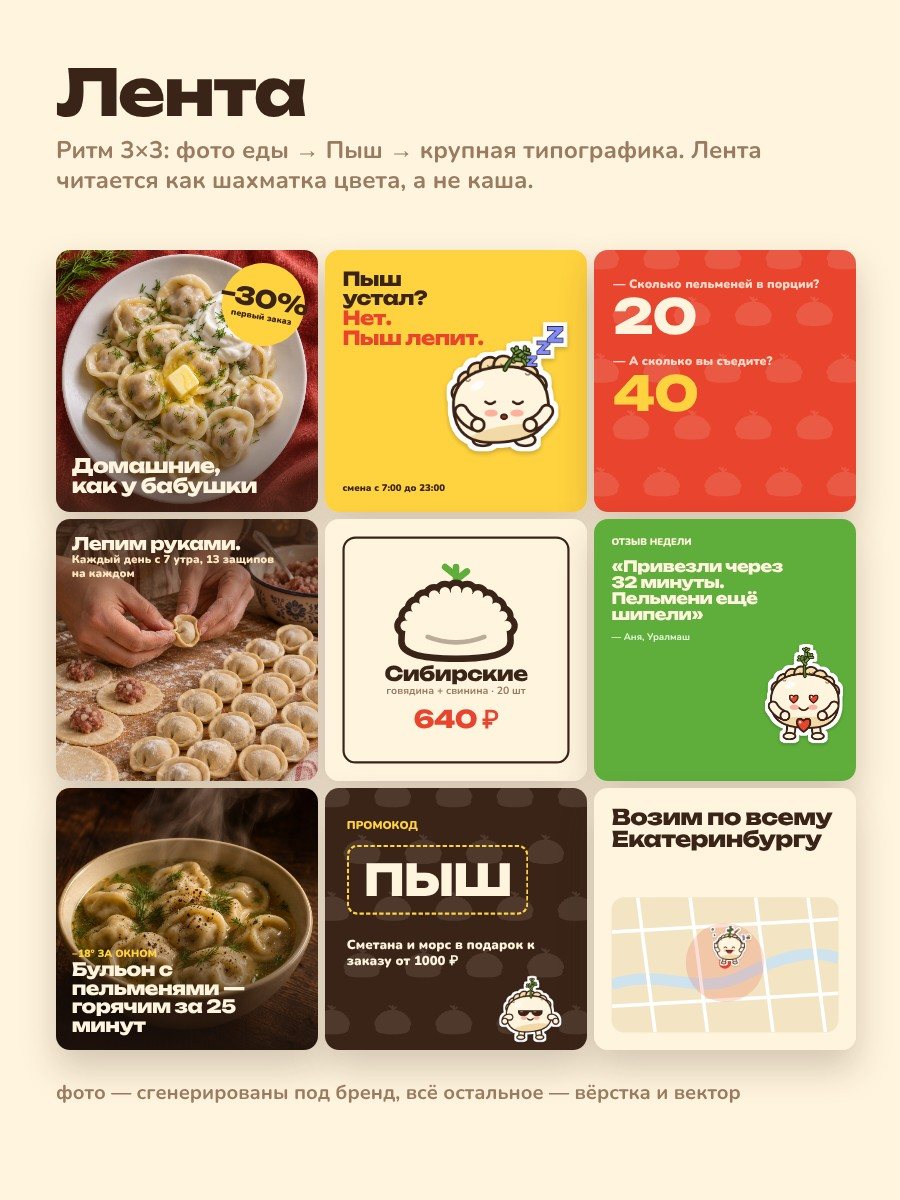 Лента
Ритм 3×3: фото еды → Пыш → крупная типографика. Лента
читается как шахматка цвета, а не каша.
−30%
первый заказ
Домашние,
как у бабушки
Пыш
устал?
Нет.
Пыш лепит.
z z z
смена с 7:00 до 23:00
— Сколько пельменей в порции?
20
— А сколько вы съедите?
40
Лепим руками.
Каждый день с 7 утра, 13 защипов
на каждом
Сибирские
говядина + свинина · 20 шт
640 ₽
ОТЗЫВ НЕДЕЛИ
«Привезли через
32 минуты.
Пельмени ещё
шипели»
— Аня, Уралмаш
−18° ЗА ОКНОМ
Бульон с
пельменями —
горячим за 25
минут
ПРОМОКОД
ПЫШ
Сметана и морс в подарок к
заказу от 1000 ₽
Возим по всему
Екатеринбургу
фото — сгенерированы под бренд, всё остальное — вёрстка и вектор